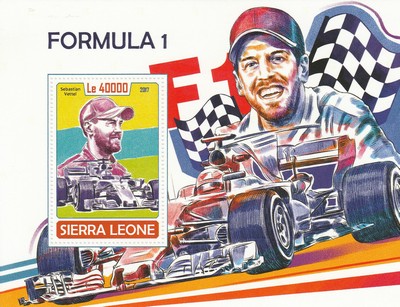 FORMULA 1
F1
Le 40000
Sebastian
Vettel
2017
SIERRA LEONE